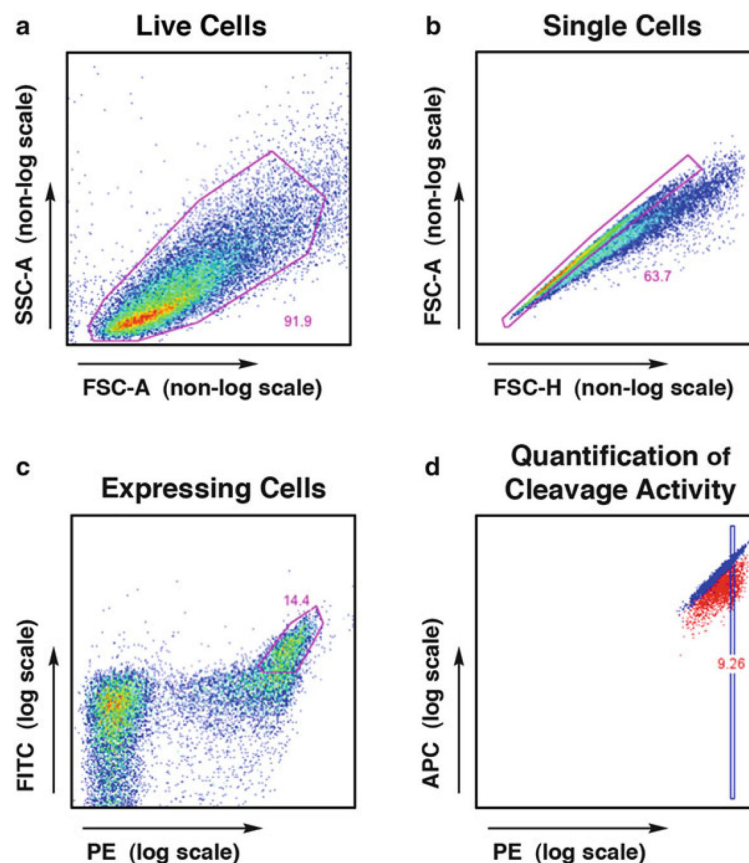 a
Live Cells
SSC-A (non-log scale)
91.9
FSC-A (non-log scale)
b
Single Cells
FSC-A (non-log scale)
63.7
FSC-H (non-log scale)
c
Expressing Cells
FITC (log scale)
14.4
PE (log scale)
d
Quantification of
Cleavage Activity
APC (log scale)
9.26
PE (log scale)